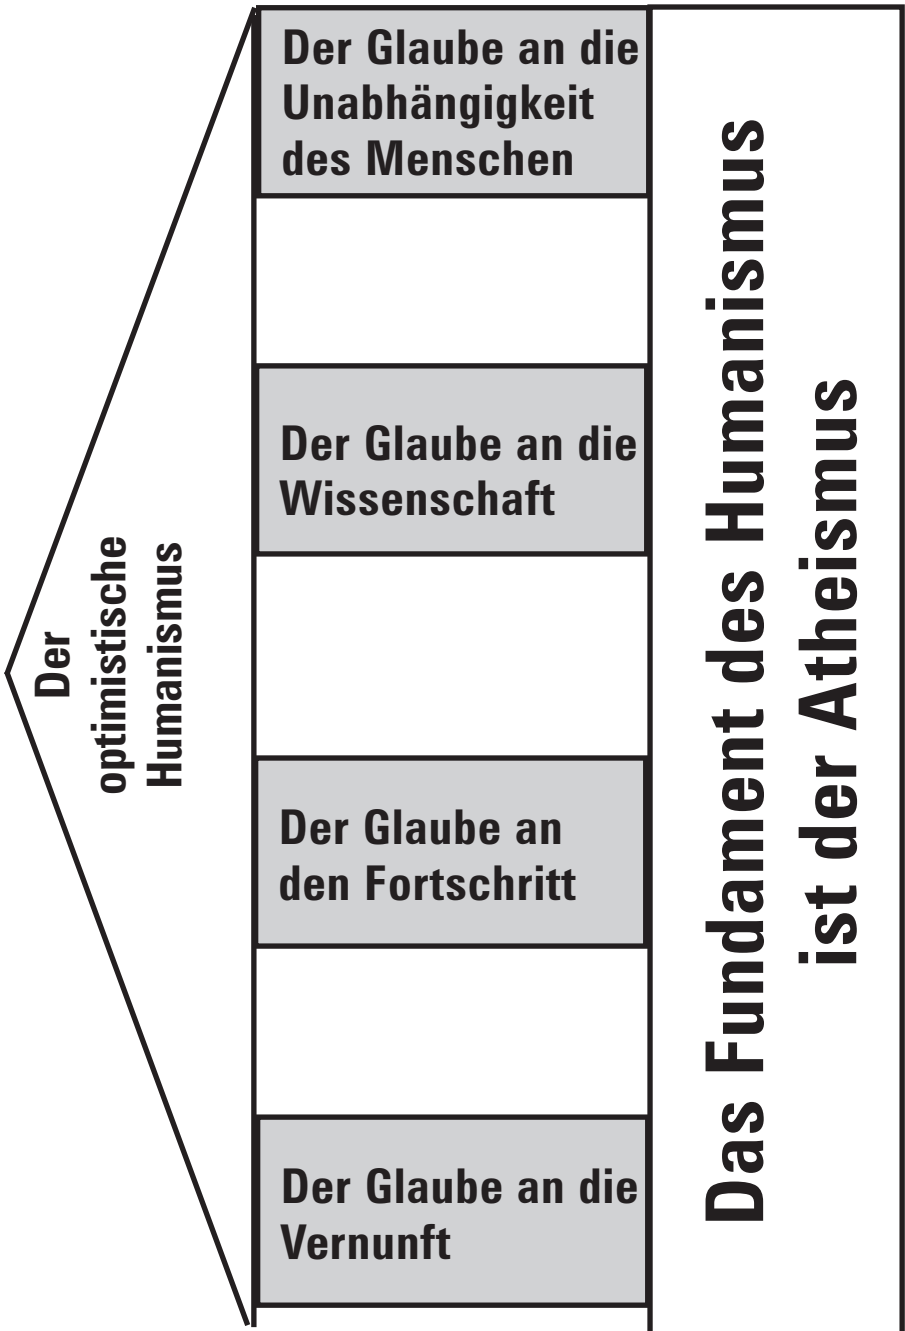 Der
optimistische
Humanismus
Der Glaube an die
Unabhängigkeit
des Menschen
Der Glaube an die
Wissenschaft
Der Glaube an
den Fortschritt
Der Glaube an die
Vernunft
Das Fundament des Humanismus
ist der Atheismus